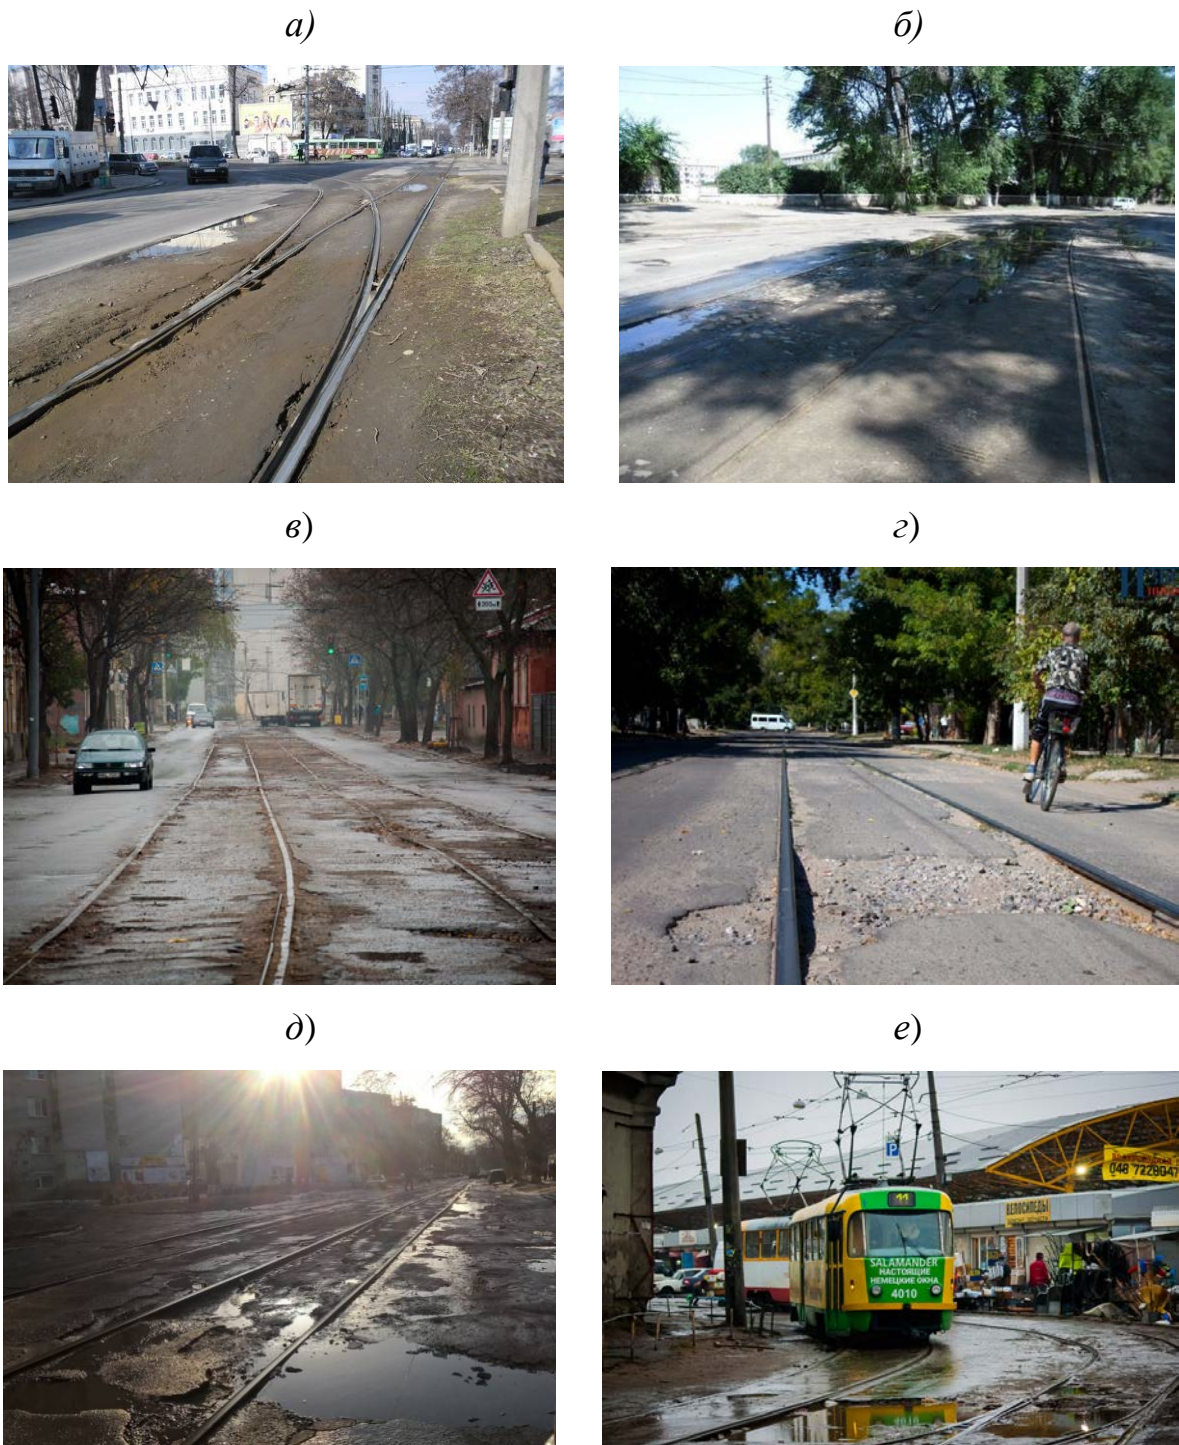 а)
б)
в)
г)
д)
е)
11
SALAMANDER
НАСТОЯЩИЕ
НЕМЕЦКИЕ ОКНА
4010
P
ВЕЛОСИПЕДЫ
048 7228047